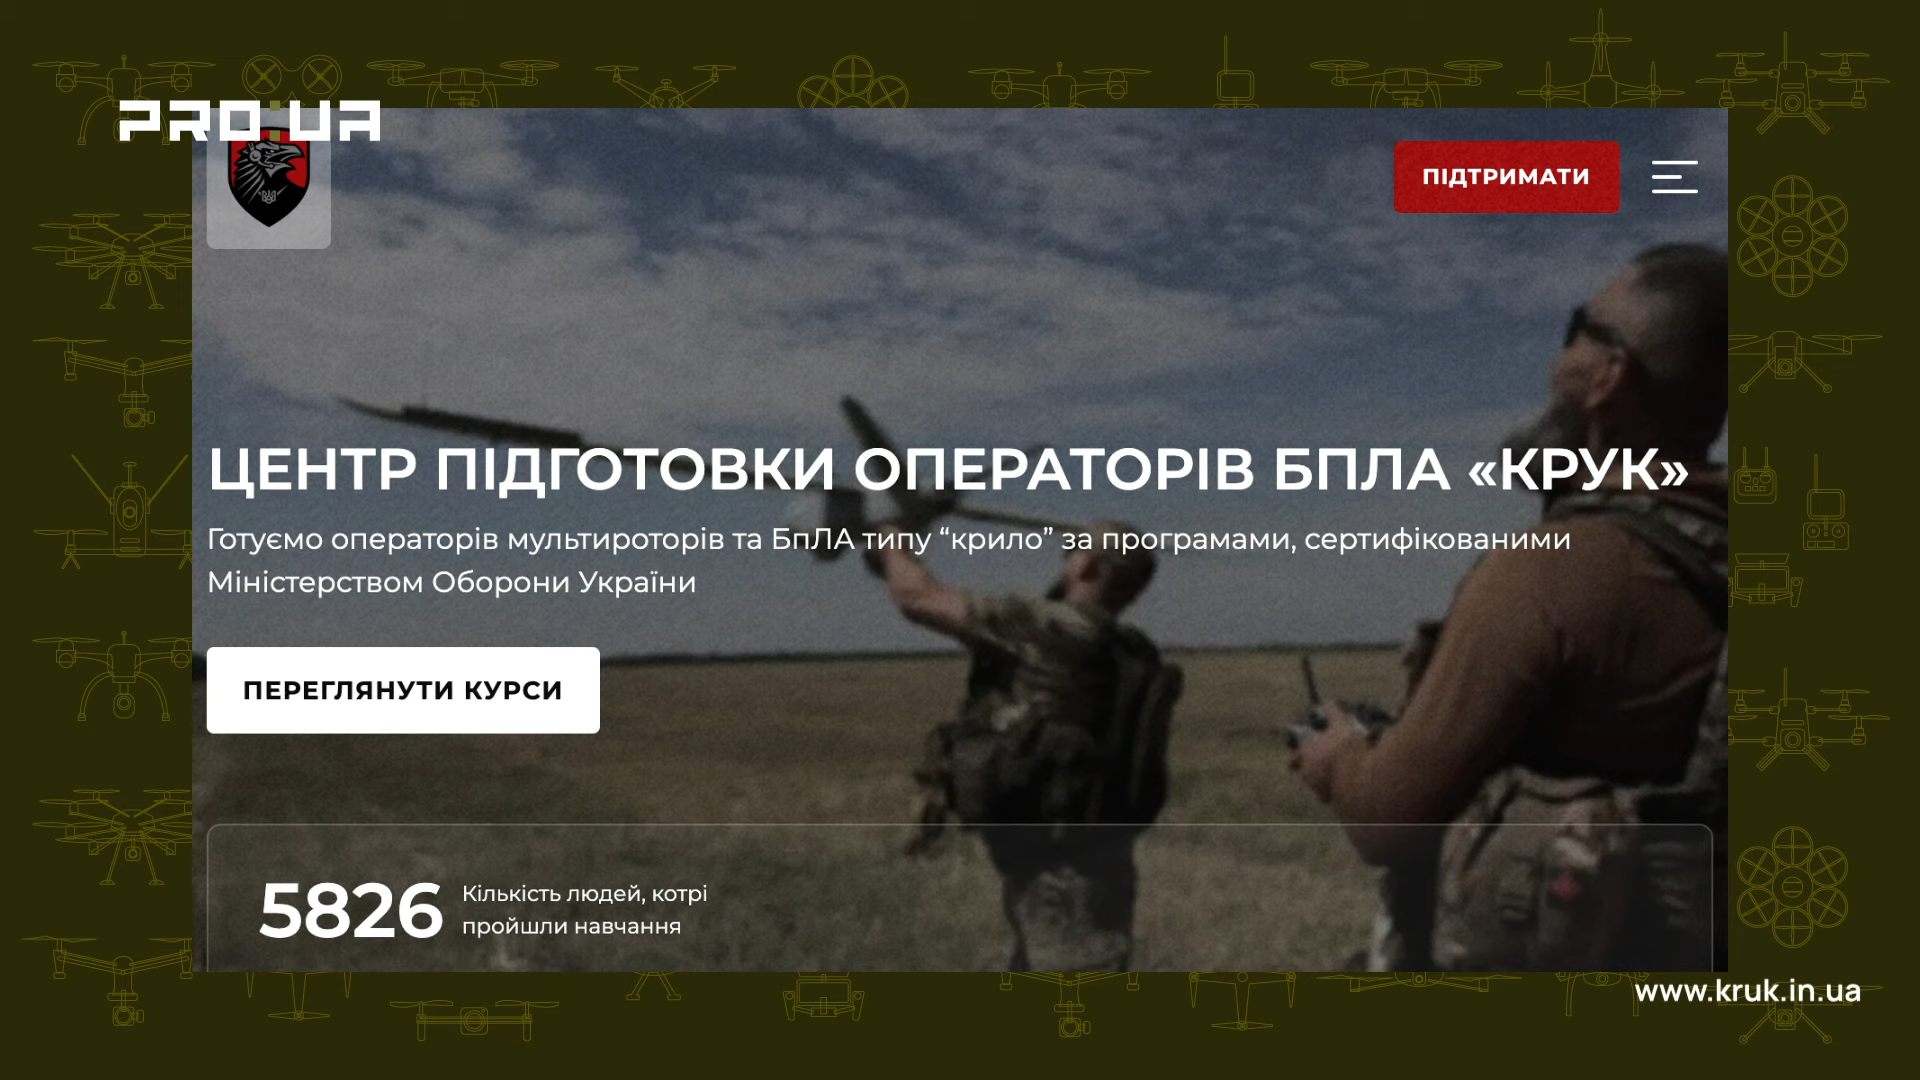 PRO UA
ПІДТРИМАТИ
ЦЕНТР ПІДГОТОВКИ ОПЕРАТОРІВ БПЛА «КРУК»
Готуємо операторів мультироторів та БпЛА типу “крило” за програмами, сертифікованими
Міністерством Оборони України
ПЕРЕГЛЯНУТИ КУРСИ
5826 Кількість людей, котрі
пройшли навчання
www.kruk.in.ua